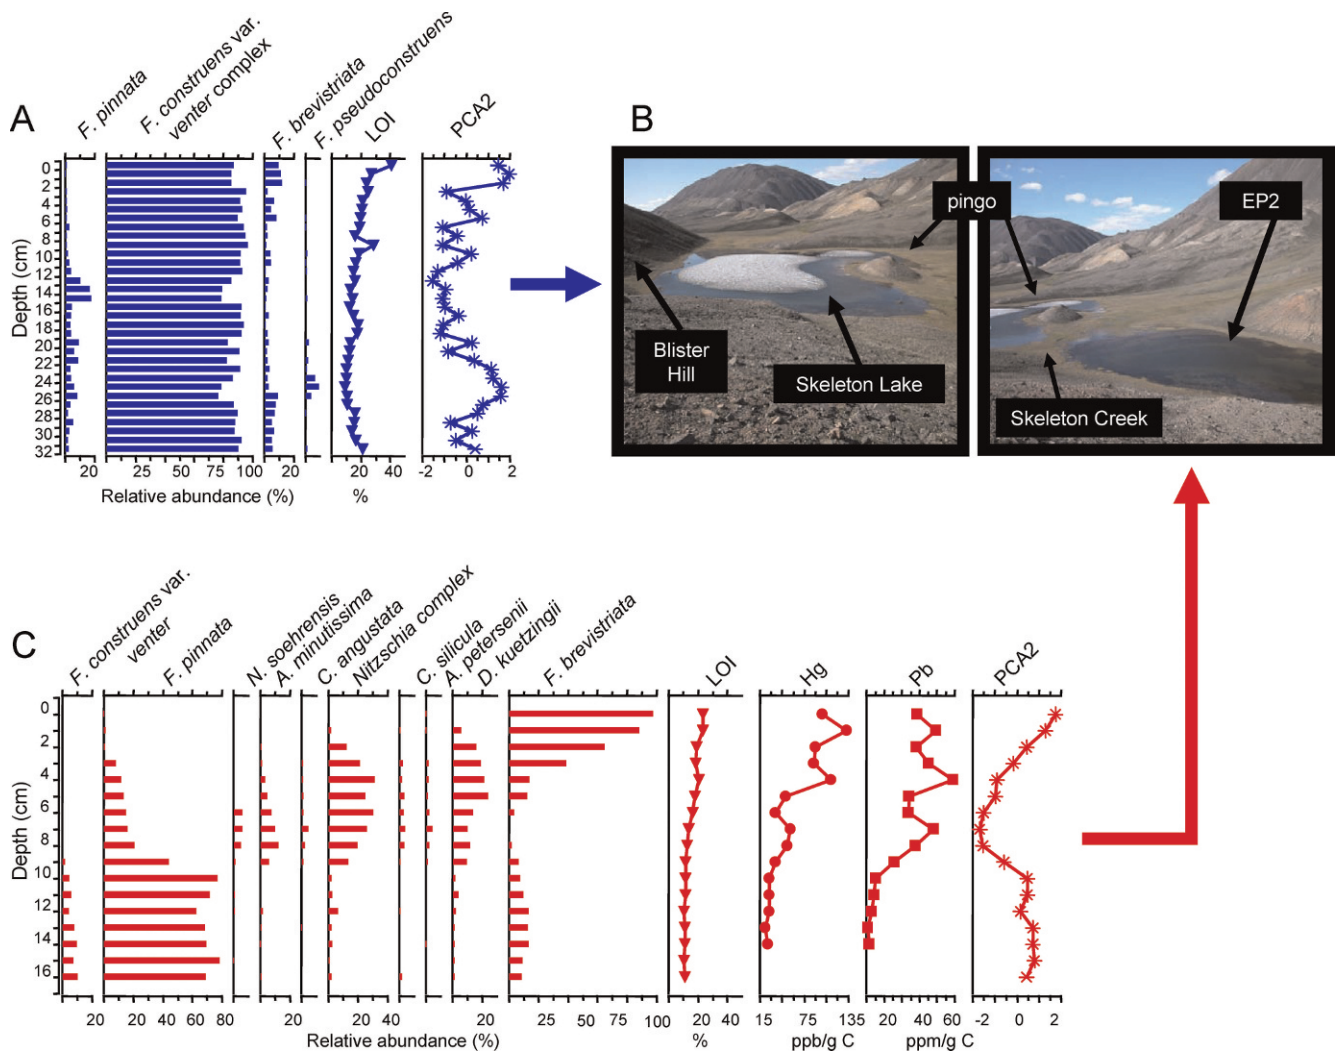 A
F. pinnata
F. construens var.
venter complex
F. brevistriata
F. pseudoconstruens
LOI
PCA2
Depth (cm)
0
2
4
6
8
10
12
14
16
18
20
22
24
26
28
30
32
20
25
50
75
100
20
20
40
-2
0
2
Relative abundance (%)
%
B
pingo
EP2
Blister
Hill
Skeleton Lake
Skeleton Creek
C
F. construens var.
venter
F. pinnata
N. soehrensis
A. minutissima
C. angustata
Nitzschia complex
C. silicula
A. petersenii
D. kuetzingii
F. brevistriata
LOI
Hg
Pb
PCA2
Depth (cm)
0
2
4
6
8
10
12
14
16
20
20
40
60
80
20
20
40
20
25
50
75
100
20
40
15
75
135
20
40
60
-2
0
2
Relative abundance (%)
%
ppb/g C
ppm/g C